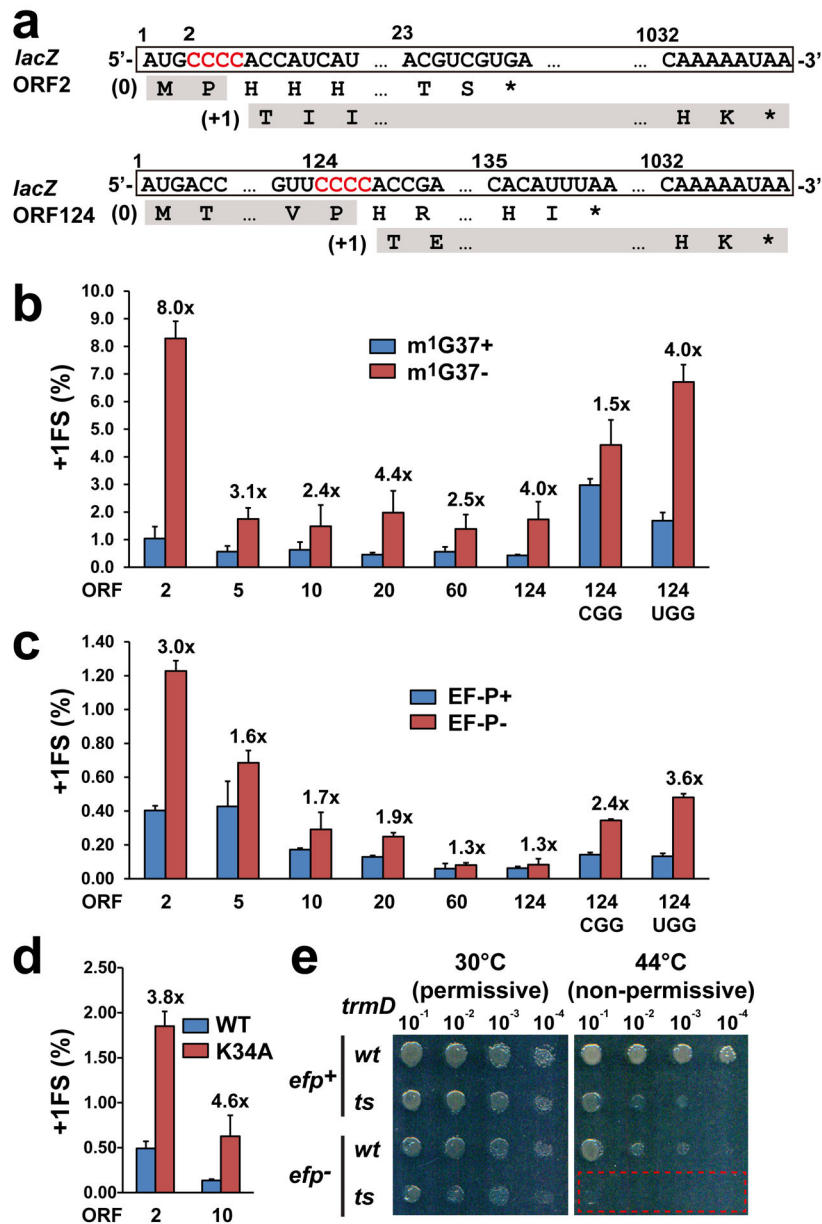 a
1 2 23 1032
lacZ 5'- AUGCCCCACCAUCAU ... ACGUCGUGA ... CAAAAAUAA -3'
ORF2 (0) M P H H H ... T S *
(+1) T I I ... ... H K *
1 124 135 1032
lacZ 5'- AUGACC ... GUUCCCCACCGA ... CACAUUUAA ... CAAAAAUAA -3'
ORF124 (0) M T ... V P H R ... H I *
(+1) T E ... ... H K *
b
+1FS (%)
10.0
9.0
8.0
7.0
6.0
5.0
4.0
3.0
2.0
1.0
0.0
8.0x 3.1x 2.4x 4.4x 2.5x 4.0x 1.5x 4.0x
m¹G37+
m¹G37-
ORF 2 5 10 20 60 124 124 124
CGG UGG
c
+1FS (%)
1.40
1.20
1.00
0.80
0.60
0.40
0.20
0.00
3.0x 1.6x 1.7x 1.9x 1.3x 1.3x 2.4x 3.6x
EF-P+
EF-P-
ORF 2 5 10 20 60 124 124 124
CGG UGG
d
+1FS (%)
2.50
2.00
1.50
1.00
0.50
0.00
3.8x 4.6x
WT
K34A
ORF 2 10
e
30°C 44°C
(permissive) (non-permissive)
trmD 10⁻¹ 10⁻² 10⁻³ 10⁻⁴ 10⁻¹ 10⁻² 10⁻³ 10⁻⁴
efp⁺ wt
ts
efp⁻ wt
ts